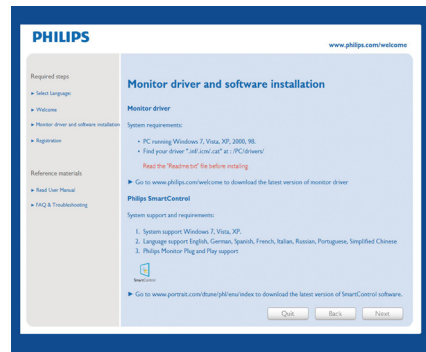 PHILIPS
www.philips.com/welcome
Required steps
► Select Language:
► Welcome
► Monitor driver and software installation
► Registration
Reference materials
► Read User Manual
► FAQ & Troubleshooting
Monitor driver and software installation
Monitor driver
System requirements:
• PC running Windows 7, Vista, XP, 2000, 98.
• Find your driver ".inf/.icm/.cat" at : /PC/drivers/
Read the "Readme.txt" file before installing
► Go to www.philips.com/welcome to download the latest version of monitor driver
Philips SmartControl
System support and requirements:
1. System support Windows 7, Vista, XP.
2. Language support English, German, Spanish, French, Italian, Russian, Portuguese, Simplified Chinese
3. Philips Monitor Plug and Play support
SmartControl
► Go to www.portrait.com/dtune/phl/enu/index to download the latest version of SmartControl software.
Quit Back Next